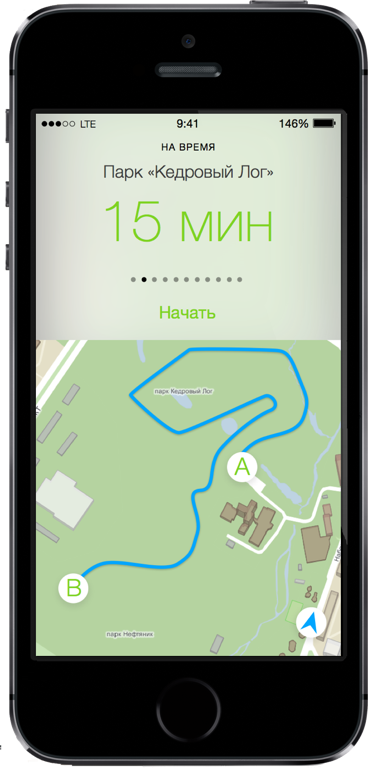 LTE 9:41 146%
НА ВРЕМЯ
Парк «Кедровый Лог»
15 мин
Начать
парк Кедровый Лог
A
B
парк Нефтяник